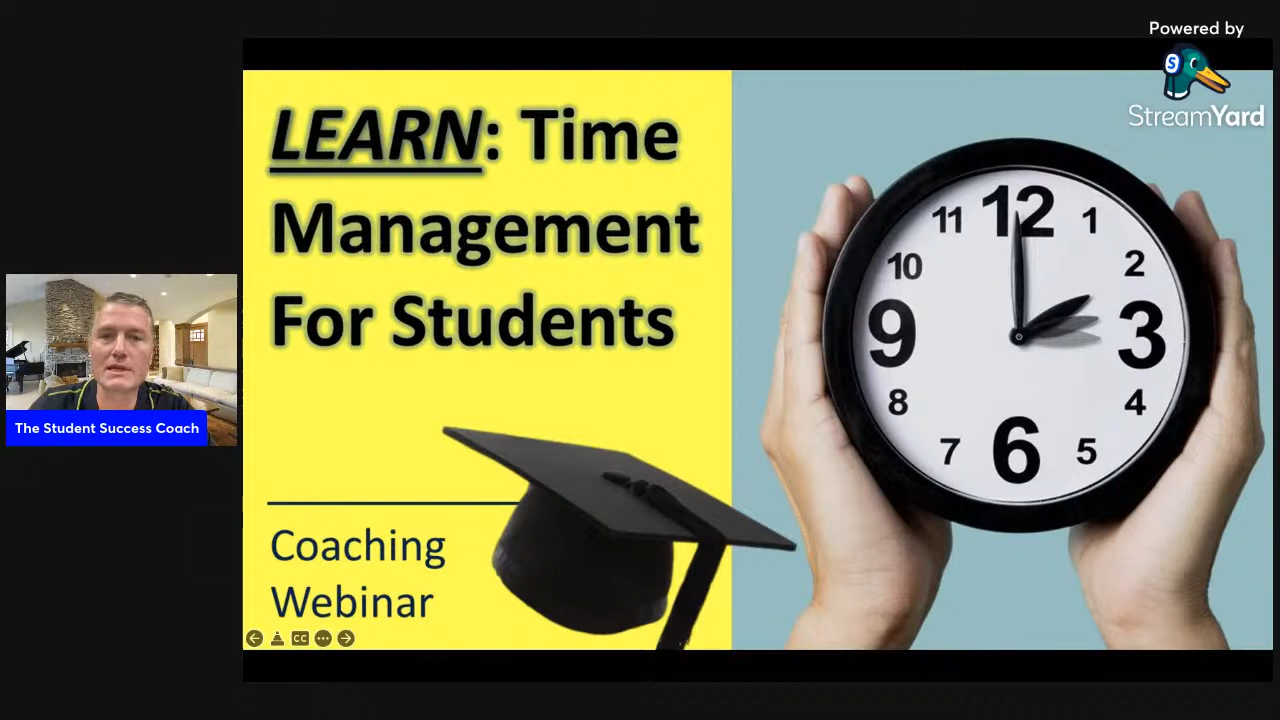 Powered by
S
StreamYard
LEARN: Time
Management
For Students
Coaching
Webinar
The Student Success Coach
12
11
1
10
2
9
3
8
4
7
5
6
CC